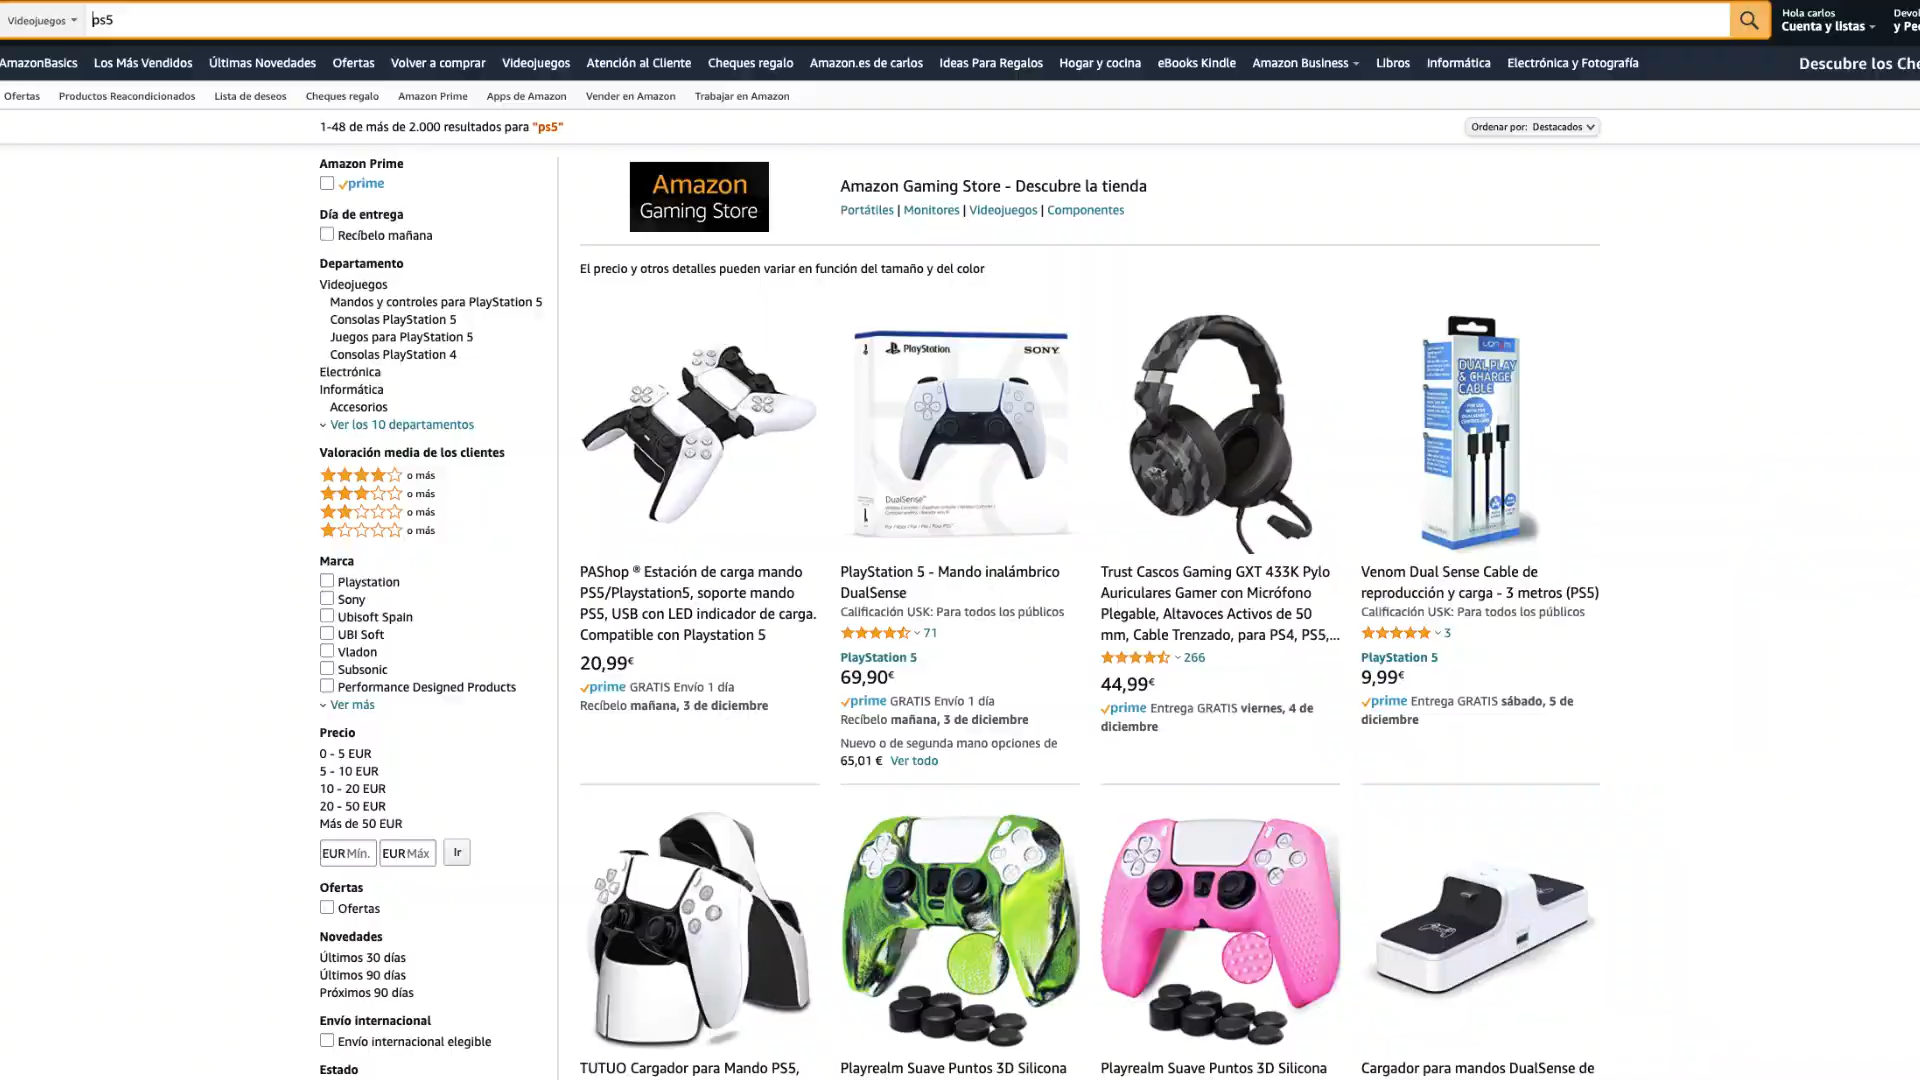 Videojuegos
ps5
Hola carlos
Cuenta y listas
Devol
y Pe
AmazonBasics Los Más Vendidos Últimas Novedades Ofertas Volver a comprar Videojuegos Atención al Cliente Cheques regalo Amazon.es de carlos Ideas Para Regalos Hogar y cocina eBooks Kindle Amazon Business Libros Informática Electrónica y Fotografía Descubre los Che
Ofertas Productos Reacondicionados Lista de deseos Cheques regalo Amazon Prime Apps de Amazon Vender en Amazon Trabajar en Amazon
1-48 de más de 2.000 resultados para "ps5"
Ordenar por: Destacados
Amazon Prime
prime
Día de entrega
Recíbelo mañana
Departamento
Videojuegos
Mandos y controles para PlayStation 5
Consolas PlayStation 5
Juegos para PlayStation 5
Consolas PlayStation 4
Electrónica
Informática
Accesorios
Ver los 10 departamentos
Valoración media de los clientes
o más
o más
o más
o más
Marca
Playstation
Sony
Ubisoft Spain
UBI Soft
Vladon
Subsonic
Performance Designed Products
Ver más
Precio
0 - 5 EUR
5 - 10 EUR
10 - 20 EUR
20 - 50 EUR
Más de 50 EUR
EUR Mín. EUR Máx Ir
Ofertas
Ofertas
Novedades
Últimos 30 días
Últimos 90 días
Próximos 90 días
Envío internacional
Envío internacional elegible
Estado
Amazon
Gaming Store
Amazon Gaming Store - Descubre la tienda
Portátiles | Monitores | Videojuegos | Componentes
El precio y otros detalles pueden variar en función del tamaño y del color
PlayStation SONY
DualSense™
DUAL PLAY
& CHARGE
CABLE
PAShop ® Estación de carga mando
PS5/Playstation5, soporte mando
PS5, USB con LED indicador de carga.
Compatible con Playstation 5
20,99€
prime GRATIS Envío 1 día
Recíbelo mañana, 3 de diciembre
PlayStation 5 - Mando inalámbrico
DualSense
Calificación USK: Para todos los públicos
71
PlayStation 5
69,90€
prime GRATIS Envío 1 día
Recíbelo mañana, 3 de diciembre
Nuevo o de segunda mano opciones de
65,01 € Ver todo
Trust Cascos Gaming GXT 433K Pylo
Auriculares Gamer con Micrófono
Plegable, Altavoces Activos de 50
mm, Cable Trenzado, para PS4, PS5,...
266
44,99€
prime Entrega GRATIS viernes, 4 de
diciembre
Venom Dual Sense Cable de
reproducción y carga - 3 metros (PS5)
Calificación USK: Para todos los públicos
3
PlayStation 5
9,99€
prime Entrega GRATIS sábado, 5 de
diciembre
TUTUO Cargador para Mando PS5,
Playrealm Suave Puntos 3D Silicona
Playrealm Suave Puntos 3D Silicona
Cargador para mandos DualSense de